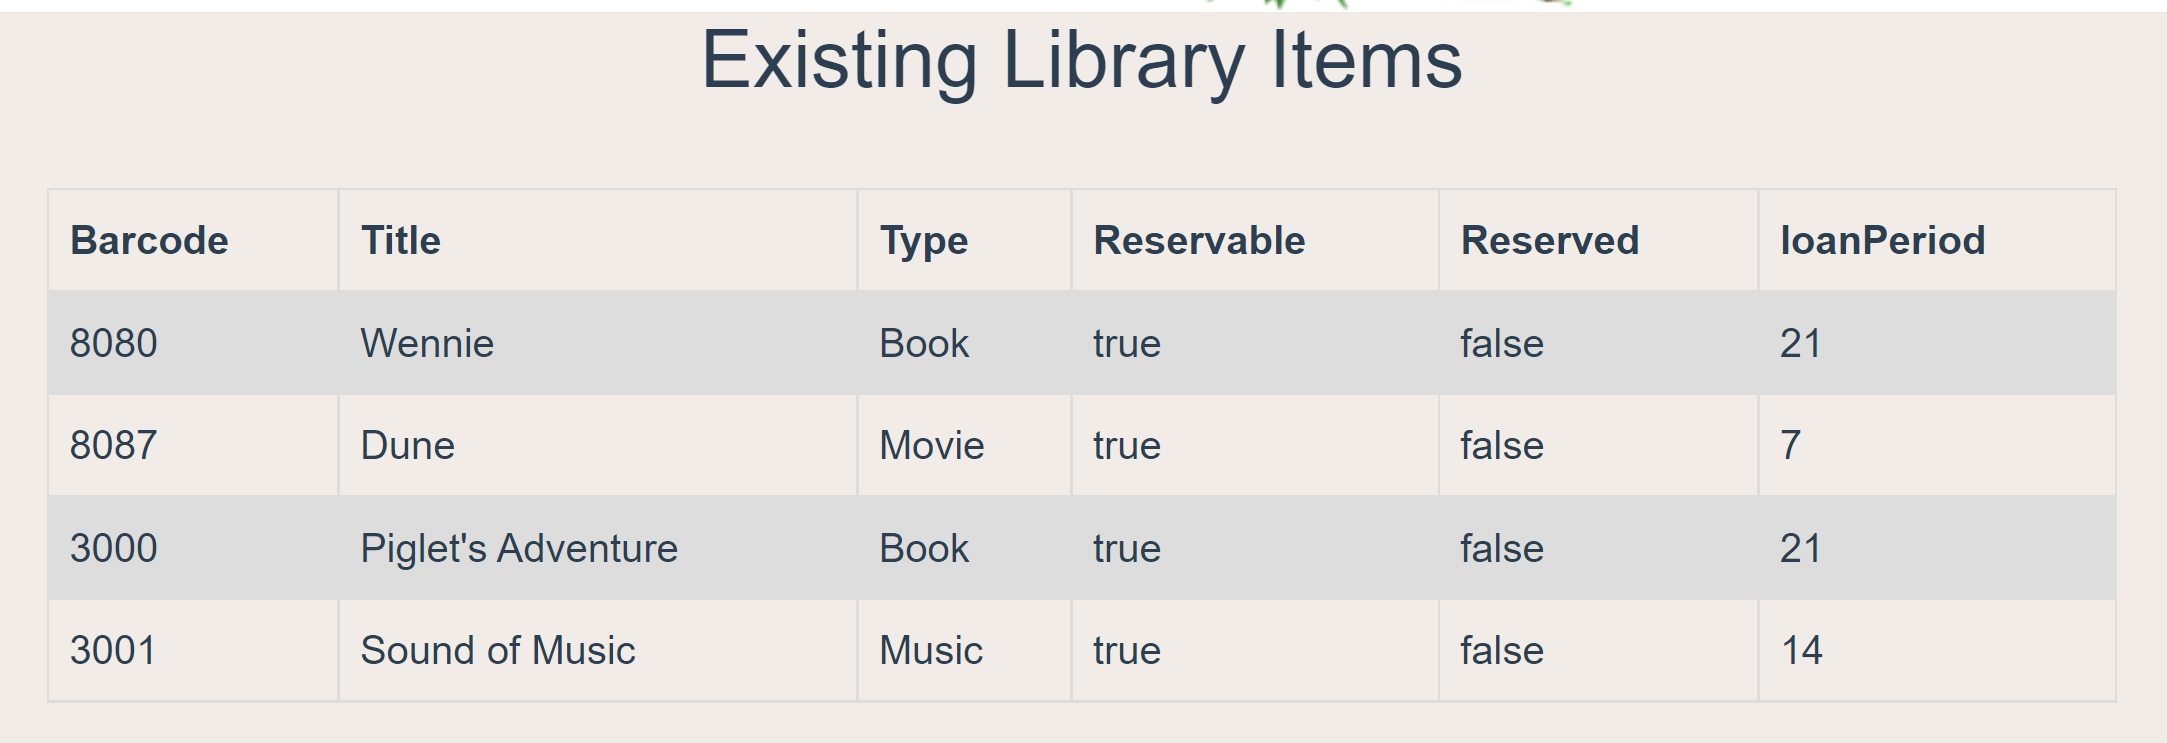 Existing Library Items
Barcode Title Type Reservable Reserved loanPeriod
8080 Wennie Book true false 21
8087 Dune Movie true false 7
3000 Piglet's Adventure Book true false 21
3001 Sound of Music Music true false 14